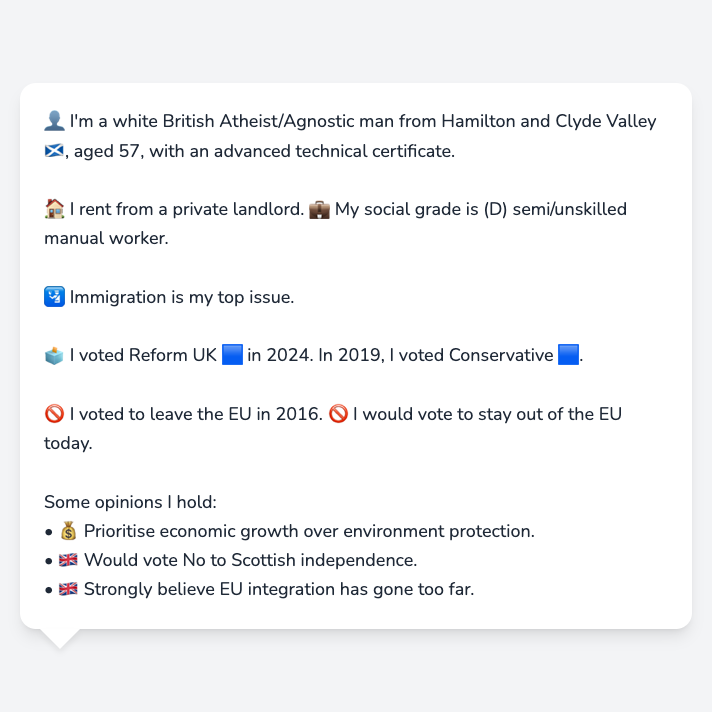 👤 I'm a white British Atheist/Agnostic man from Hamilton and Clyde Valley
🏴󠁧󠁢󠁳󠁣󠁴󠁿, aged 57, with an advanced technical certificate.
🏠 I rent from a private landlord. 💼 My social grade is (D) semi/unskilled
manual worker.
🛂 Immigration is my top issue.
🗳️ I voted Reform UK 🟦 in 2024. In 2019, I voted Conservative 🟦.
🚫 I voted to leave the EU in 2016. 🚫 I would vote to stay out of the EU
today.
Some opinions I hold:
• 💰 Prioritise economic growth over environment protection.
• 🇬🇧 Would vote No to Scottish independence.
• 🇬🇧 Strongly believe EU integration has gone too far.